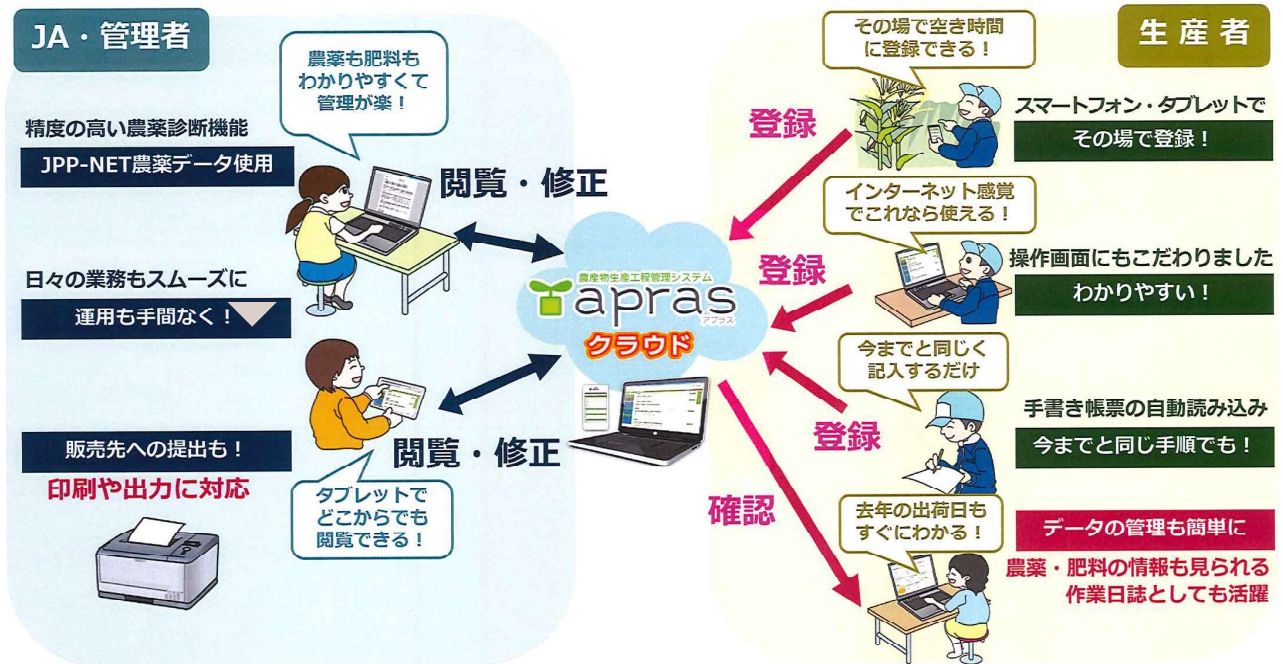 JA・管理者
農薬も肥料も
わかりやすくて
管理が楽！
精度の高い農薬診断機能
JPP-NET農薬データ使用
閲覧・修正
日々の業務もスムーズに
運用も手間なく！
販売先への提出も！
印刷や出力に対応
閲覧・修正
タブレットで
どこからでも
閲覧できる！
農産物生産工程管理システム
apras
アプラス
クラウド
生産者
その場で空き時間
に登録できる！
登録
スマートフォン・タブレットで
その場で登録！
インターネット感覚
でこれなら使える！
登録
操作画面にもこだわりました
わかりやすい！
今までと同じく
記入するだけ
登録
手書き帳票の自動読み込み
今までと同じ手順でも！
確認
去年の出荷日も
すぐにわかる！
データの管理も簡単に
農薬・肥料の情報も見られる
作業日誌としても活躍